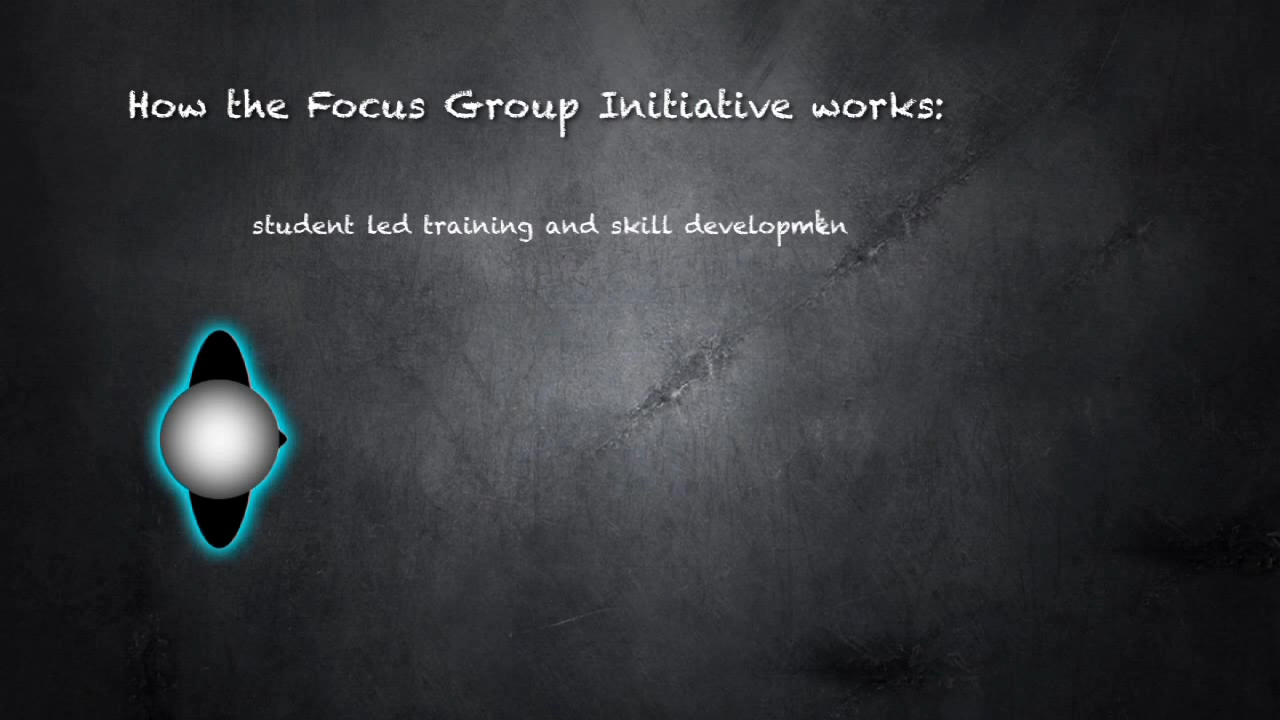 How the Focus Group Initiative works:
student led training and skill developmen